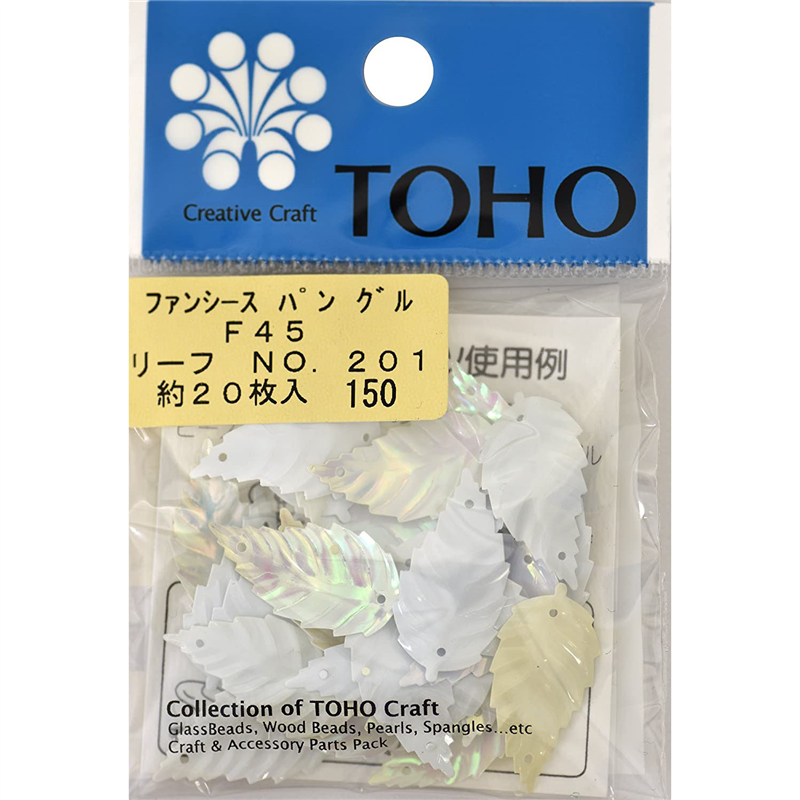 Creative Craft
TOHO
ファンシースパングル
F45
リーフ NO. 201
約20枚入 150
使用例
Collection of TOHO Craft
GlassBeads, Wood Beads, Pearls, Spangles...etc
Craft & Accessory Parts Pack